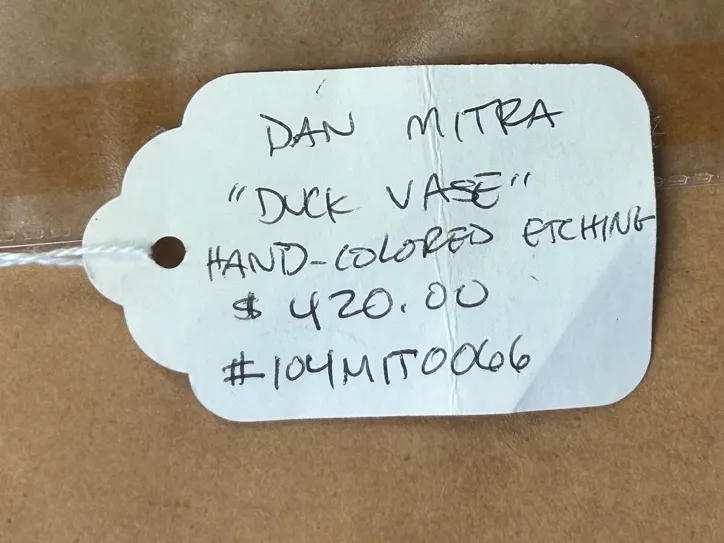 DAN MITRA
"DUCK VASE"
HAND-COLORED ETCHING
$ 420.00
#104MIT0066